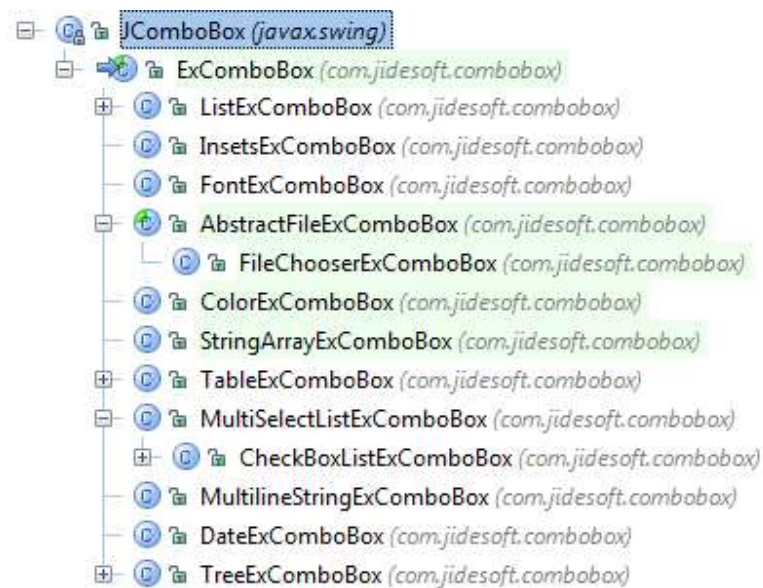 JComboBox (javax.swing)
ExComboBox (com.jidesoft.combobox)
ListExComboBox (com.jidesoft.combobox)
InsetsExComboBox (com.jidesoft.combobox)
FontExComboBox (com.jidesoft.combobox)
AbstractFileExComboBox (com.jidesoft.combobox)
FileChooserExComboBox (com.jidesoft.combobox)
ColorExComboBox (com.jidesoft.combobox)
StringArrayExComboBox (com.jidesoft.combobox)
TableExComboBox (com.jidesoft.combobox)
MultiSelectListExComboBox (com.jidesoft.combobox)
CheckBoxListExComboBox (com.jidesoft.combobox)
MultilineStringExComboBox (com.jidesoft.combobox)
DateExComboBox (com.jidesoft.combobox)
TreeExComboBox (com.jidesoft.combobox)